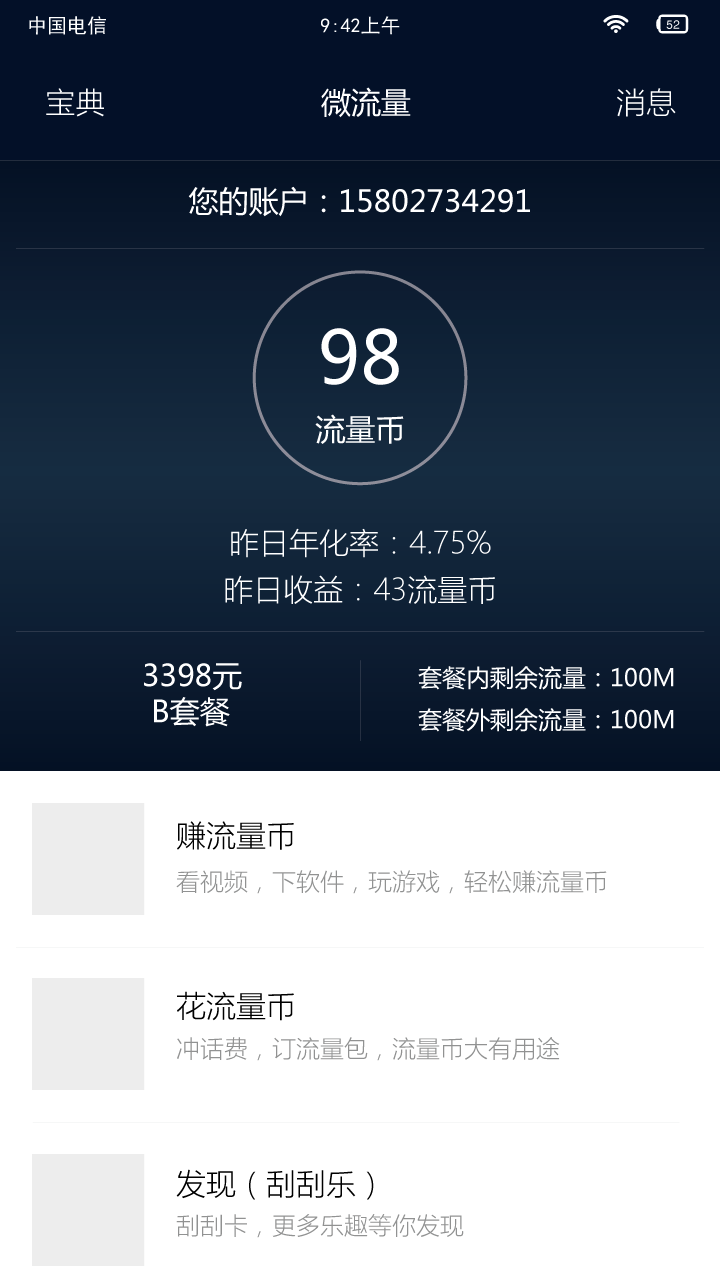 中国电信 9:42上午 52
宝典 微流量 消息
您的账户：15802734291
98
流量币
昨日年化率：4.75%
昨日收益：43流量币
3398元
B套餐
套餐内剩余流量：100M
套餐外剩余流量：100M
赚流量币
看视频，下软件，玩游戏，轻松赚流量币
花流量币
冲话费，订流量包，流量币大有用途
发现（刮刮乐）
刮刮卡，更多乐趣等你发现